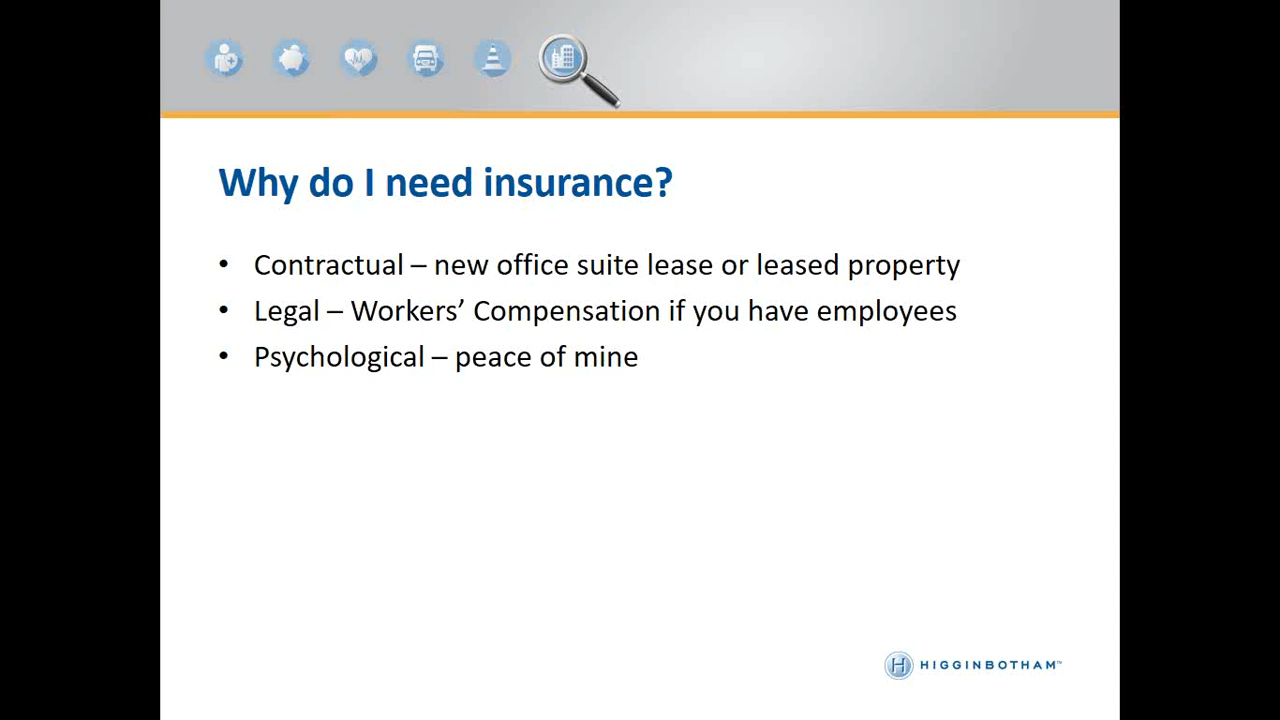 Why do I need insurance?
• Contractual – new office suite lease or leased property
• Legal – Workers’ Compensation if you have employees
• Psychological – peace of mine
H HIGGINBOTHAM™